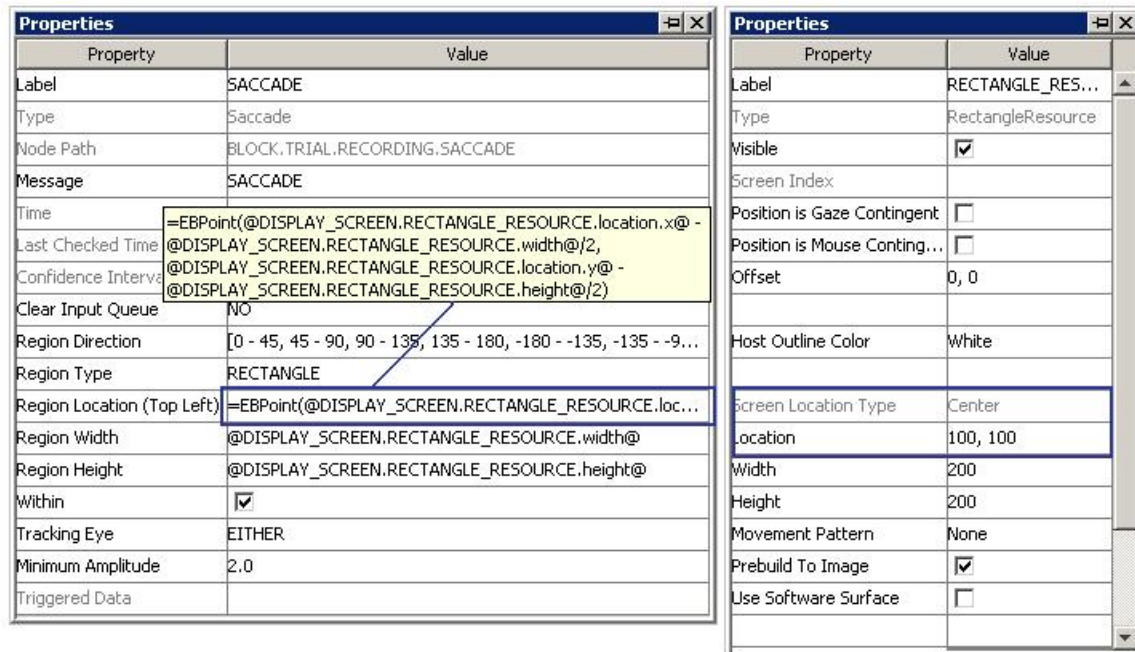 Properties
Property Value
Label SACCADE
Type Saccade
Node Path BLOCK.TRIAL.RECORDING.SACCADE
Message SACCADE
Time
Last Checked Time
Confidence Interva
=EBPoint(@DISPLAY_SCREEN.RECTANGLE_RESOURCE.location.x@ -
@DISPLAY_SCREEN.RECTANGLE_RESOURCE.width@/2,
@DISPLAY_SCREEN.RECTANGLE_RESOURCE.location.y@ -
@DISPLAY_SCREEN.RECTANGLE_RESOURCE.height@/2)
Clear Input Queue NO
Region Direction [0 - 45, 45 - 90, 90 - 135, 135 - 180, -180 - -135, -135 - -9...
Region Type RECTANGLE
Region Location (Top Left) =EBPoint(@DISPLAY_SCREEN.RECTANGLE_RESOURCE.loc...
Region Width @DISPLAY_SCREEN.RECTANGLE_RESOURCE.width@
Region Height @DISPLAY_SCREEN.RECTANGLE_RESOURCE.height@
Within
Tracking Eye EITHER
Minimum Amplitude 2.0
Triggered Data
Properties
Property Value
Label RECTANGLE_RES...
Type RectangleResource
Visible
Screen Index
Position is Gaze Contingent
Position is Mouse Conting...
Offset 0, 0
Host Outline Color White
Screen Location Type Center
Location 100, 100
Width 200
Height 200
Movement Pattern None
Prebuild To Image
Use Software Surface